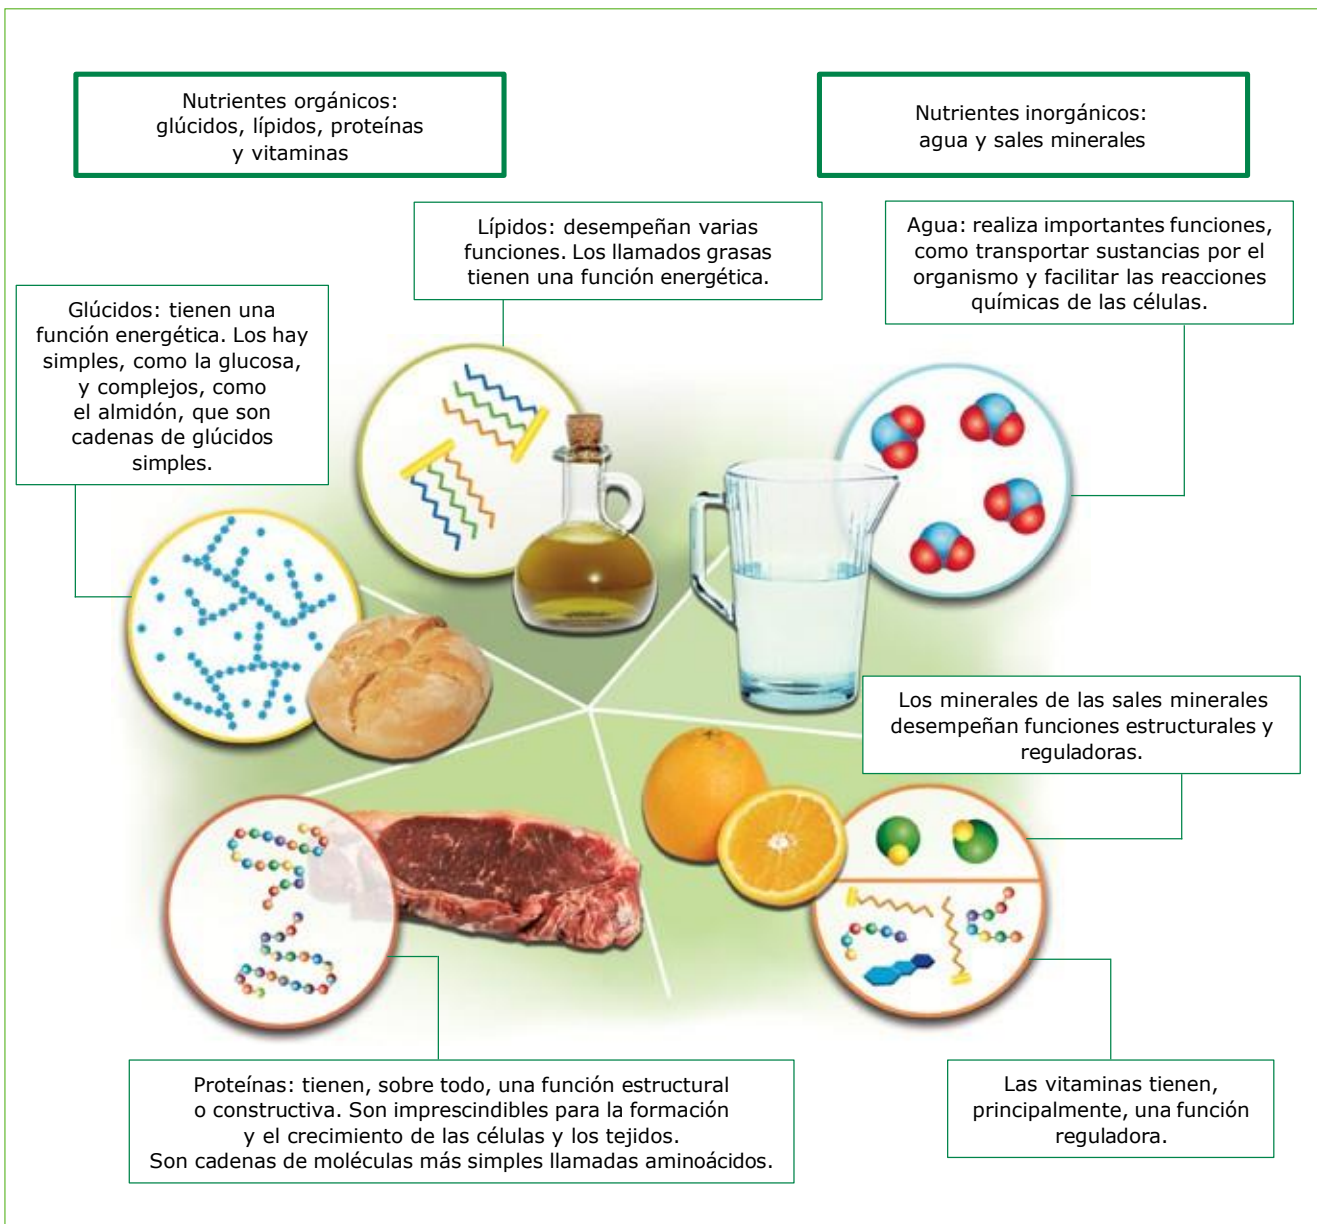 Nutrientes orgánicos:
glúcidos, lípidos, proteínas
y vitaminas
Nutrientes inorgánicos:
agua y sales minerales
Lípidos: desempeñan varias
funciones. Los llamados grasas
tienen una función energética.
Agua: realiza importantes funciones,
como transportar sustancias por el
organismo y facilitar las reacciones
químicas de las células.
Glúcidos: tienen una
función energética. Los hay
simples, como la glucosa,
y complejos, como
el almidón, que son
cadenas de glúcidos
simples.
Los minerales de las sales minerales
desempeñan funciones estructurales y
reguladoras.
Proteínas: tienen, sobre todo, una función estructural
o constructiva. Son imprescindibles para la formación
y el crecimiento de las células y los tejidos.
Son cadenas de moléculas más simples llamadas aminoácidos.
Las vitaminas tienen,
principalmente, una función
reguladora.